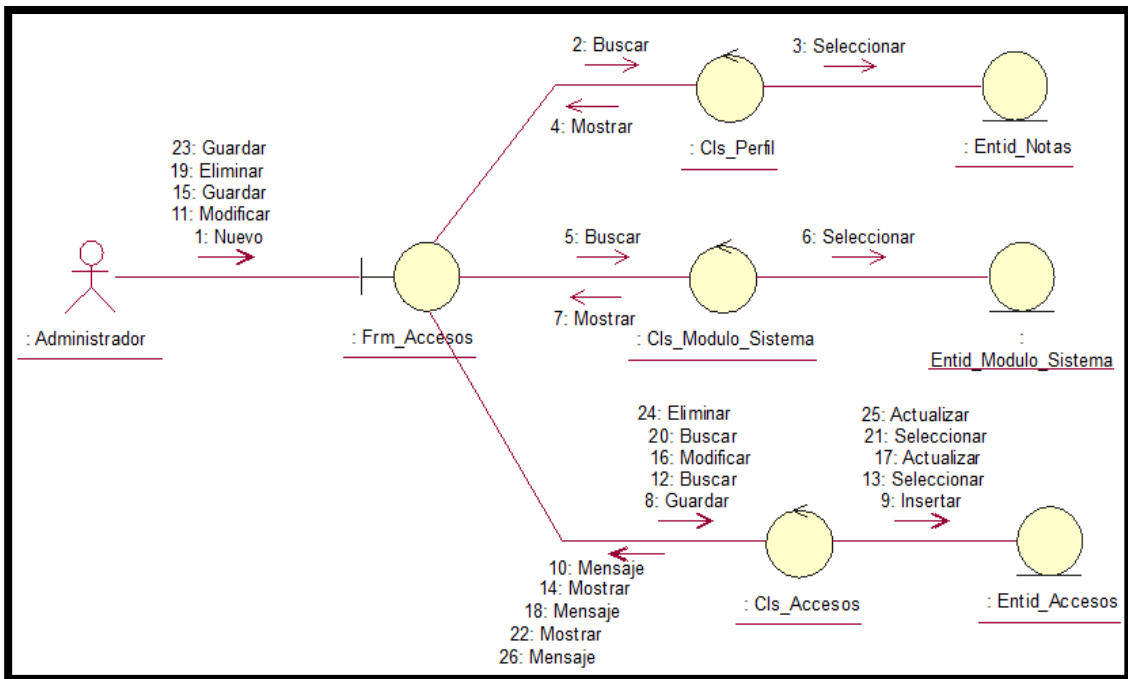 2: Buscar
3: Seleccionar
4: Mostrar
: Cls_Perfil
: Entid_Notas
23: Guardar
19: Eliminar
15: Guardar
11: Modificar
1: Nuevo
5: Buscar
6: Seleccionar
7: Mostrar
: Administrador
: Frm_Accesos
: Cls_Modulo_Sistema
:
Entid_Modulo_Sistema
24: Eliminar
20: Buscar
16: Modificar
12: Buscar
8: Guardar
25: Actualizar
21: Seleccionar
17: Actualizar
13: Seleccionar
9: Insertar
10: Mensaje
14: Mostrar
18: Mensaje
22: Mostrar
26: Mensaje
: Cls_Accesos
: Entid_Accesos